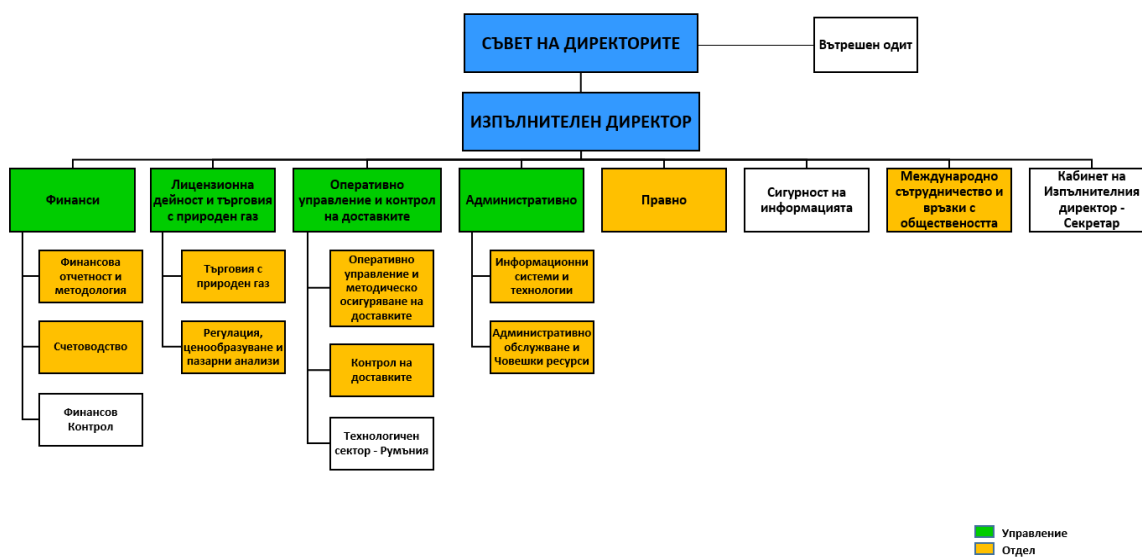 СЪВЕТ НА ДИРЕКТОРИТЕ
Вътрешен одит
ИЗПЪЛНИТЕЛЕН ДИРЕКТОР
Финанси
Лицензионна
дейност и търговия
с природен газ
Оперативно
управление и контрол
на доставките
Административно
Правно
Сигурност на
информацията
Международно
сътрудничество и
връзки с
обществеността
Кабинет на
Изпълнителния
директор -
Секретар
Финансова
отчетност и
методология
Търговия с
природен газ
Оперативно
управление и
методическо
осигуряване на
доставките
Информационни
системи и
технологии
Счетоводство
Регулация,
ценообразуване и
пазарни анализи
Контрол на
доставките
Административно
обслужване и
Човешки ресурси
Финансов
Контрол
Технологичен
сектор - Румъния
Управление
Отдел